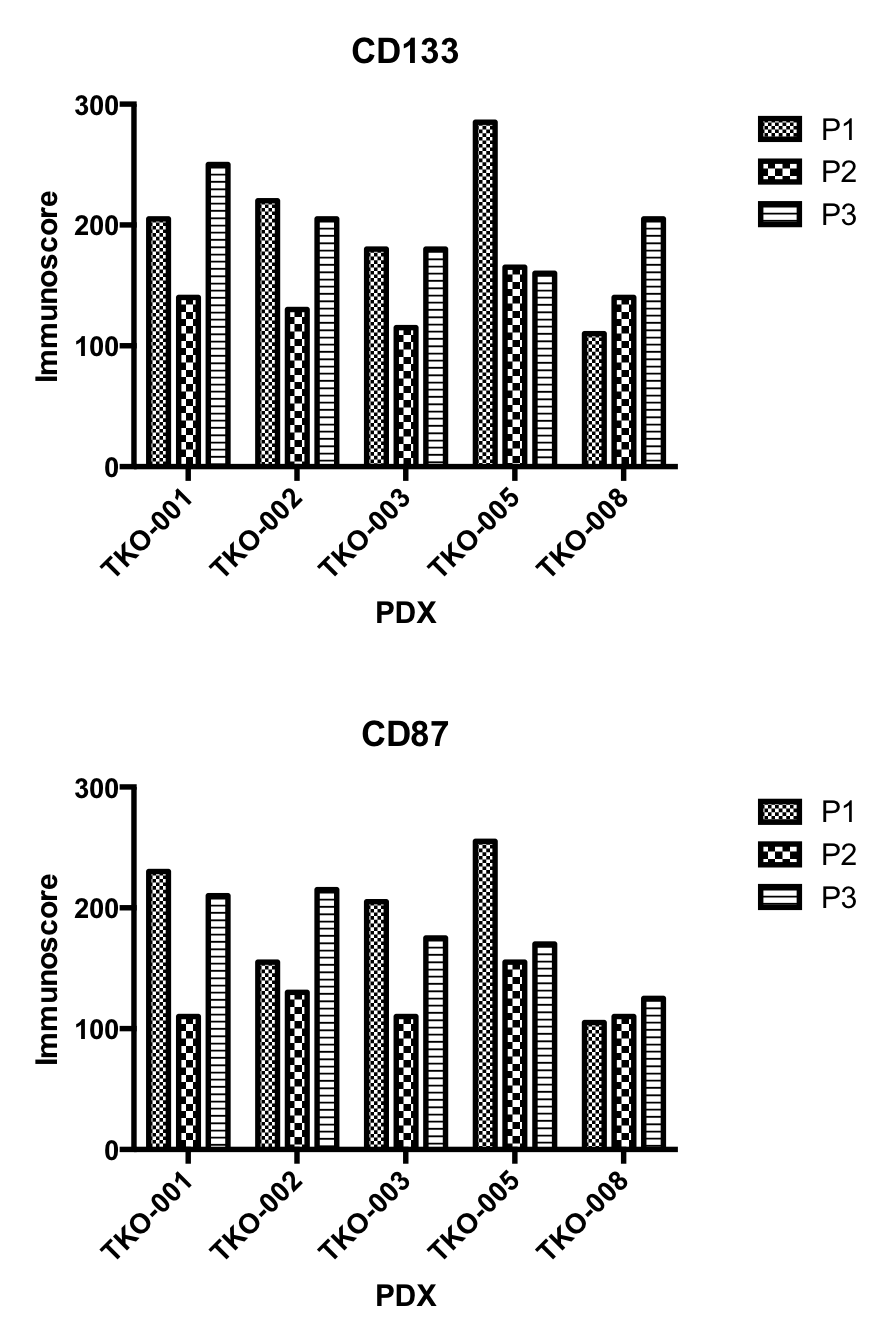 CD133
300
200
100
0
Immunoscore
TKO-001
TKO-002
TKO-003
TKO-005
TKO-008
PDX
P1
P2
P3
CD87
300
200
100
0
Immunoscore
TKO-001
TKO-002
TKO-003
TKO-005
TKO-008
PDX
P1
P2
P3